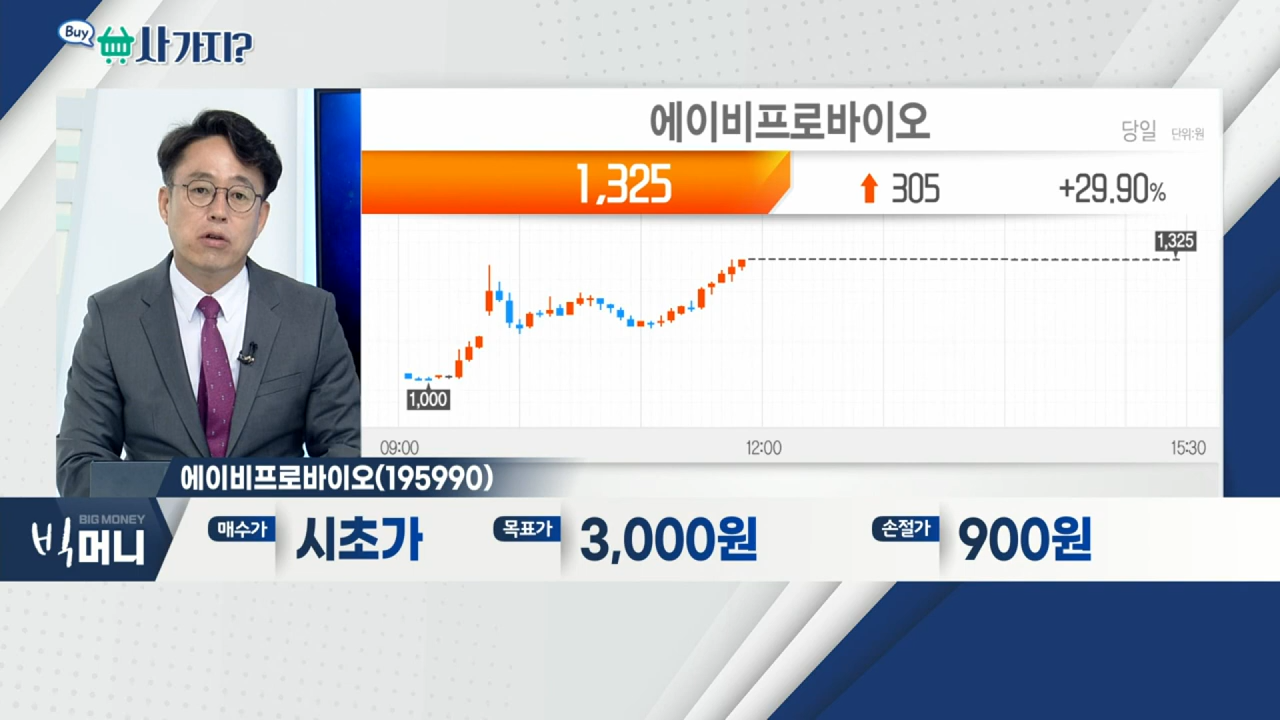 Buy 사가지?
에이비프로바이오
당일 단위:원
1,325 305 +29.90%
1,325
1,000
09:00 12:00 15:30
에이비프로바이오(195990)
BIG MONEY
빅머니 매수가 시초가 목표가 3,000원 손절가 900원